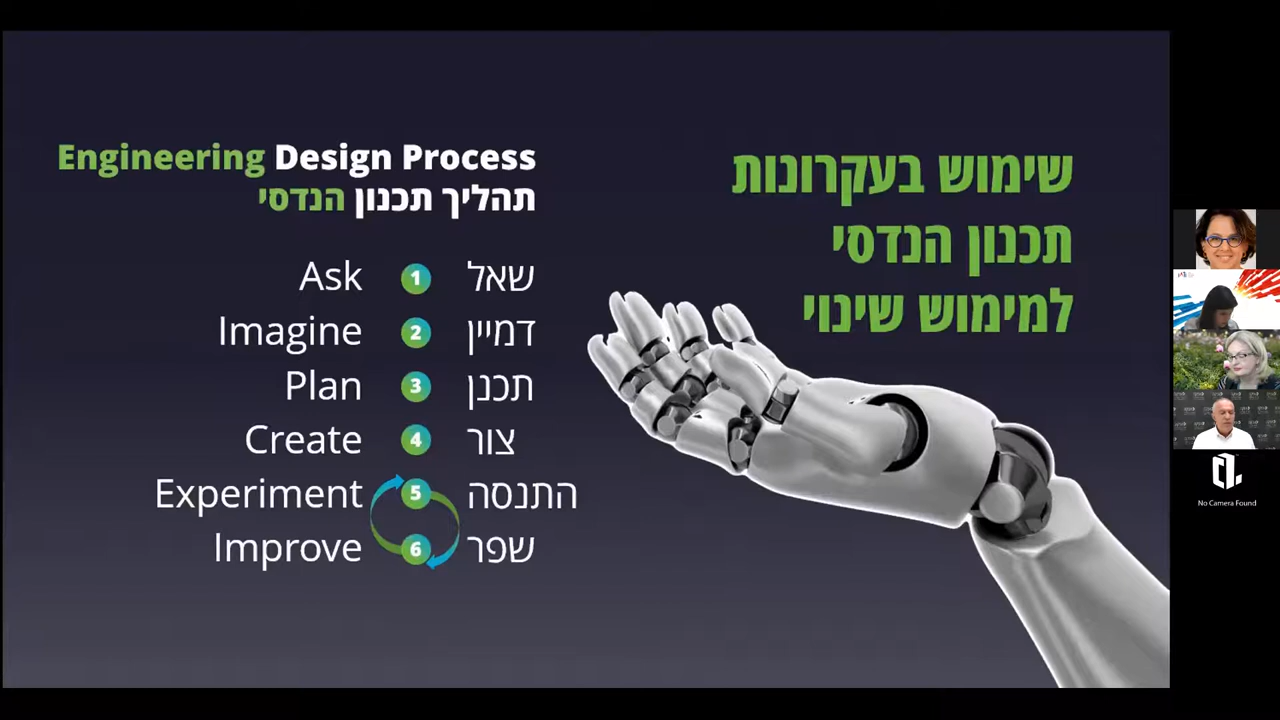 שימוש בעקרונות
תכנון הנדסי
למימוש שינוי
Engineering Design Process
תהליך תכנון הנדסי
Ask 1 שאל
Imagine 2 דמיין
Plan 3 תכנן
Create 4 צור
Experiment 5 התנסה
Improve 6 שפר
No Camera Found